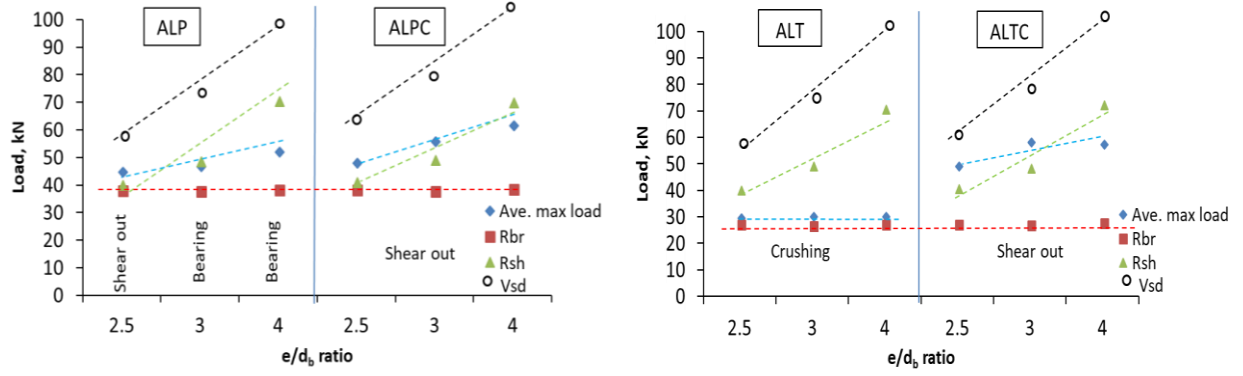 ALP
ALPC
Load, kN
100
90
80
70
60
50
40
30
20
10
0
Shear out
Bearing
Bearing
Shear out
Ave. max load
Rbr
Rsh
Vsd
2.5
3
4
2.5
3
4
e/db ratio
ALT
ALTC
Load, kN
100
90
80
70
60
50
40
30
20
10
0
Crushing
Shear out
Ave. max load
Rbr
Rsh
Vsd
2.5
3
4
2.5
3
4
e/db ratio